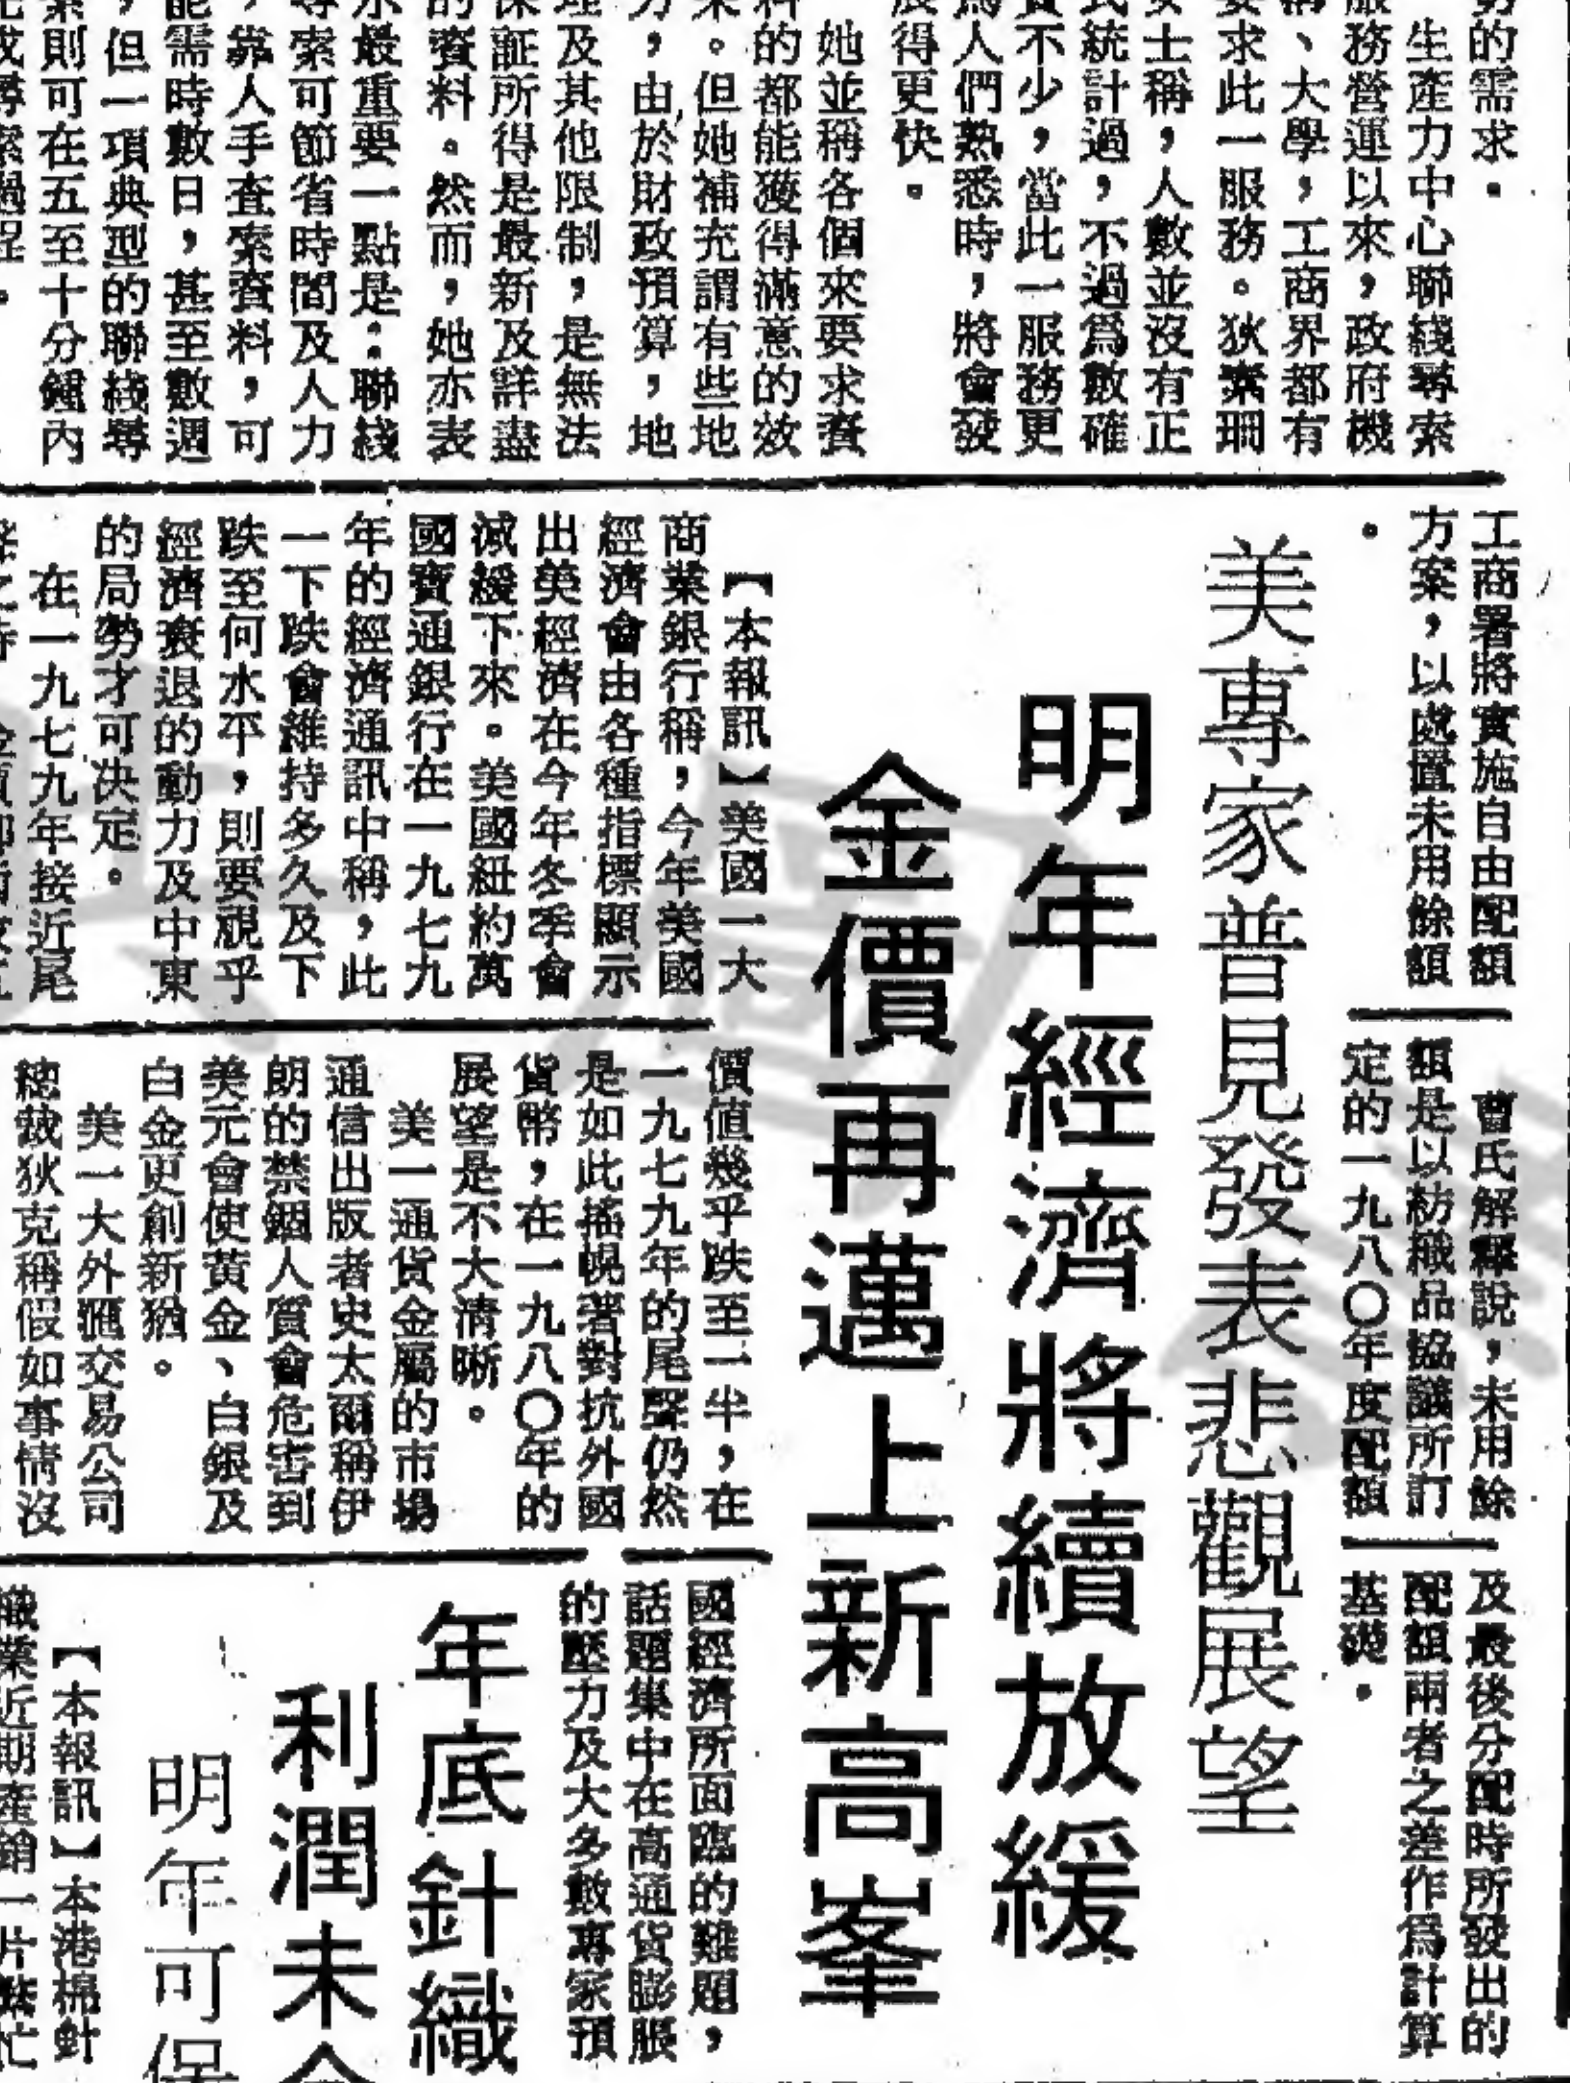 勢的需求。
生產力中心聯綫尋索
服務營運以來，政府機
構、大學，工商界都有
要求此一服務。狄素珊
女士稱，人數並沒有正
式統計過，不過爲數確
實不少，當此一服務更
爲人們熟悉時，將會發
展得更快。
她並稱各個來要求資
料的都能獲得滿意的效
果。但她補充謂有些地
方，由於財政預算，地
理及其他限制，是無法
保証所得是最新及詳盡
的資料。然而，她亦表
示最重要一點是：聯綫
尋索可節省時間及人力
，靠人手查索資料，可
能需時數日，甚至數週
，但一項典型的聯綫尋
索則可在五至十分鐘內
完成尋索過程。
工商署將實施自由配額
方案，以處置未用餘額
。
曹氏解釋說，未用餘
額是以紡織品協議所訂
定的一九八〇年度配額
及最後分配時所發出的
配額兩者之差作爲計算
基礎。
美專家普見發表悲觀展望
明年經濟將續放緩
金價再邁上新高峯
【本報訊】美國一大
商業銀行稱，今年美國
經濟會由各種指標顯示
出美經濟在今年冬季會
減緩下來。美國紐約萬
國寶通銀行在一九七九
年的經濟通訊中稱，此
一下跌會維持多久及下
跌至何水平，則要視乎
經濟衰退的動力及中東
的局勢才可決定。
在一九七九年接近尾
價值幾乎跌至一半，在
一九七九年的尾聲仍然
是如此搖幌著對抗外國
貨幣，在一九八〇年的
展望是不大清晰。
美一通貨金屬的市場
通信出版者史太爾稱伊
朗的禁錮人質會危害到
美元會使黃金、白銀及
白金更創新猶。
美一大外匯交易公司
總裁狄克稱假如事情沒
國經濟所面臨的難題，
話題集中在高通貨膨脹
的壓力及大多數專家預
年底針織
利潤未
明年可保
【本報訊】本港棉針
織業近期產銷一片繁忙